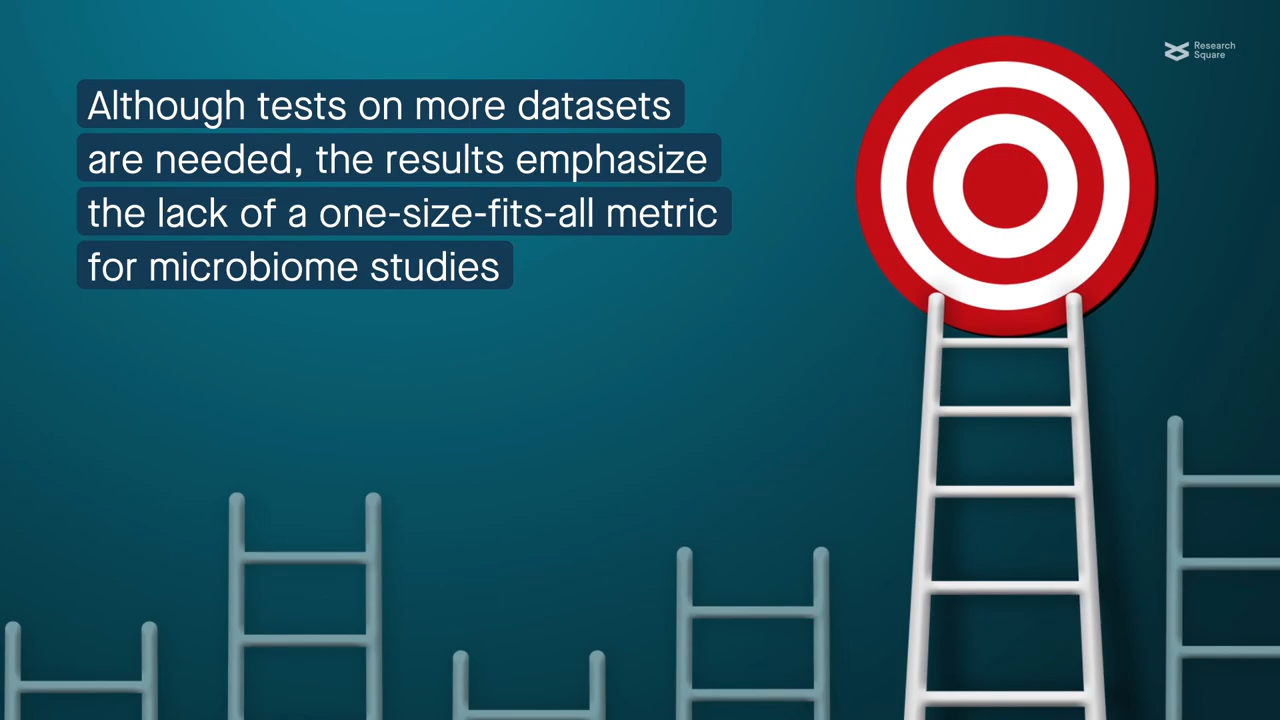 Although tests on more datasets
are needed, the results emphasize
the lack of a one-size-fits-all metric
for microbiome studies
Research
Square